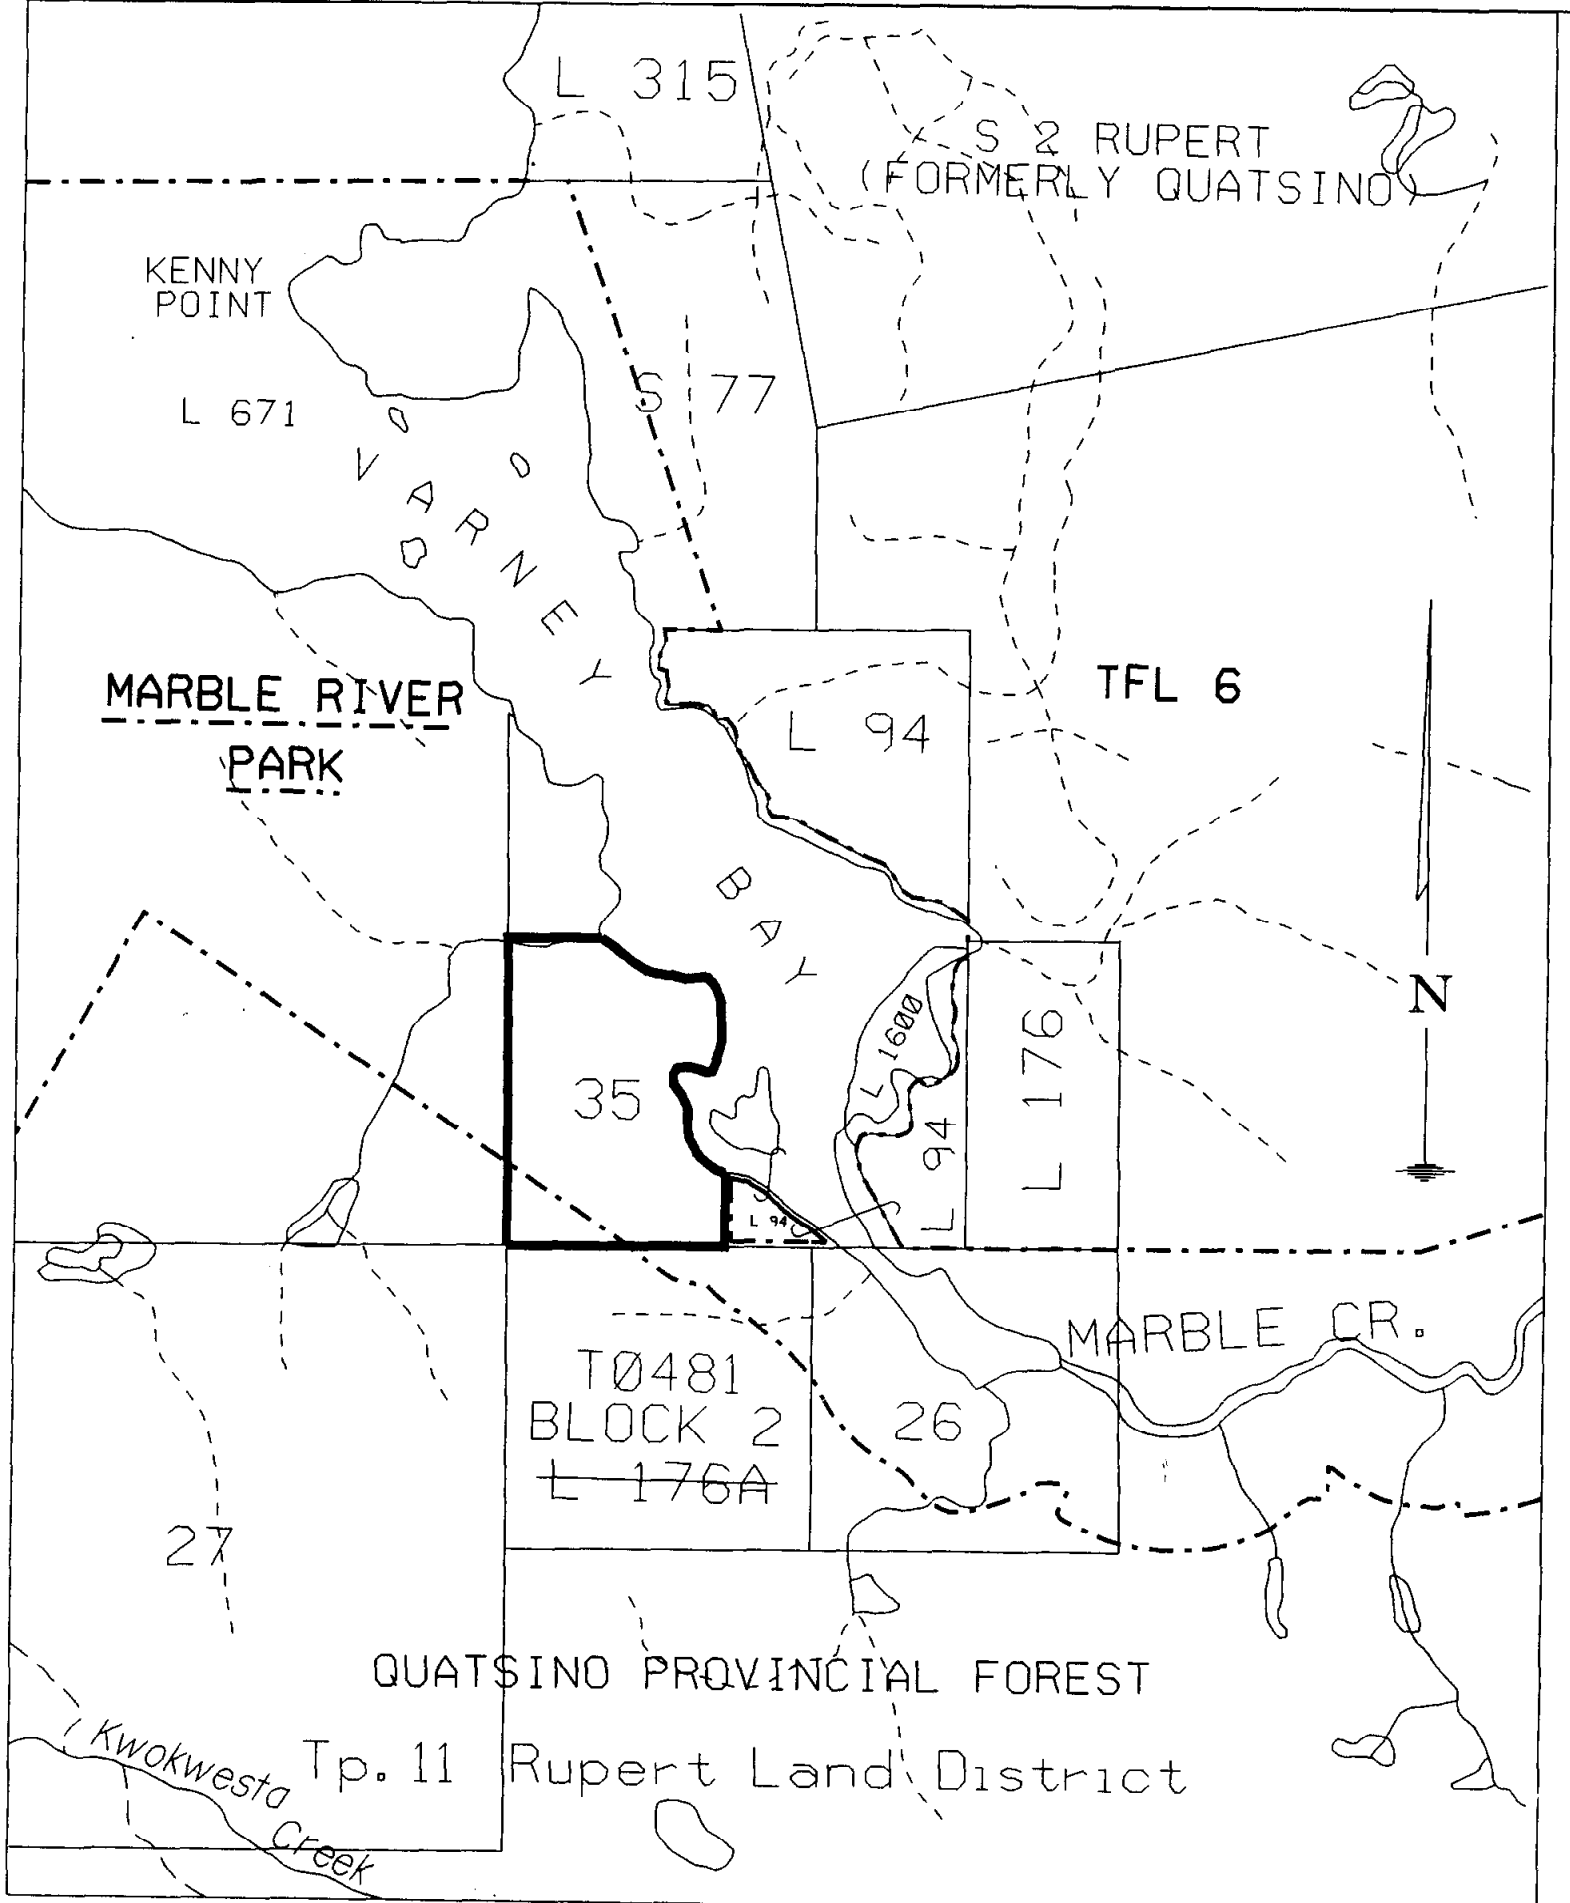 L 315
S 2 RUPERT
(FORMERLY QUATSINO)
KENNY
POINT
L 671
S 77
VARNEY
BAY
MARBLE RIVER
PARK
TFL 6
L 94
N
L 1600
35
L 94
L 176
L 94
MARBLE CR.
TØ481
BLOCK 2
L 176A
26
27
QUATSINO PROVINCIAL FOREST
Tp. 11 Rupert Land District
Kwokwesta
Creek